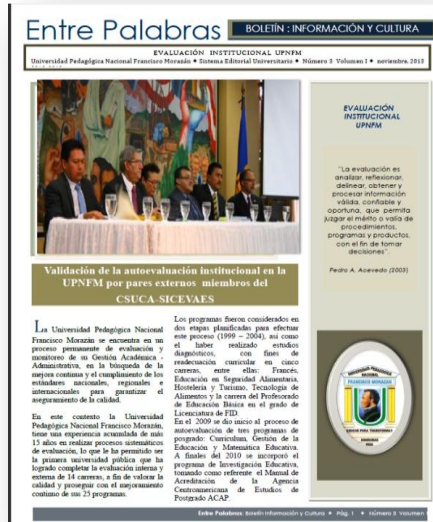 Entre Palabras
BOLETÍN : INFORMACIÓN Y CULTURA
EVALUACIÓN INSTITUCIONAL UPNFM
Universidad Pedagógica Nacional Francisco Morazán ♦ Sistema Editorial Universitario ♦ Número 3 Volumen I ♦ noviembre, 2013
Validación de la autoevaluación institucional en la
UPNFM por pares externos miembros del
CSUCA-SICEVAES
La Universidad Pedagógica Nacional
Francisco Morazán se encuentra en un
proceso permanente de evaluación y
monitoreo de su Gestión Académica -
Administrativa, en la búsqueda de la
mejora continua y el cumplimiento de los
estándares nacionales, regionales e
internacionales para garantizar el
aseguramiento de la calidad.
En este contexto la Universidad
Pedagógica Nacional Francisco Morazán,
tiene una experiencia acumulada de más
15 años en realizar procesos sistemáticos
de evaluación, lo que le ha permitido ser
la primera universidad pública que ha
logrado completar la evaluación interna y
externa de 14 carreras, a fin de valorar la
calidad y proseguir con el mejoramiento
continuo de sus 25 programas.
Los programas fueron considerados en
dos etapas planificadas para efectuar
este proceso (1999 – 2004), así como
el haber realizado estudios
diagnósticos, con fines de
readecuación curricular en cinco
carreras, entre ellas: Francés,
Educación en Seguridad Alimentaria,
Hostelería y Turismo, Tecnología de
Alimentos y la carrera del Profesorado
de Educación Básica en el grado de
Licenciatura de FID.
En el 2009 se dio inicio al proceso de
autoevaluación de tres programas de
posgrado: Curriculum, Gestión de la
Educación y Matemática Educativa.
A finales del 2010 se incorporó el
programa de Investigación Educativa,
tomando como referente el Manual de
Acreditación de la Agencia
Centroamericana de Estudios de
Postgrado ACAP.
EVALUACIÓN
INSTITUCIONAL
UPNFM
"La evaluación es
analizar, reflexionar,
delinear, obtener y
procesar información
válida, confiable y
oportuna, que permita
juzgar el mérito o valía de
procedimientos,
programas y productos,
con el fin de tomar
decisiones".
Pedro A. Acevedo (2003)
UNIVERSIDAD PEDAGOGICA
NACIONAL
FRANCISCO MORAZAN
Entre Palabras: Boletín Información y Cultura ♦ Pág. 1 ♦ Número 3 Volumen I